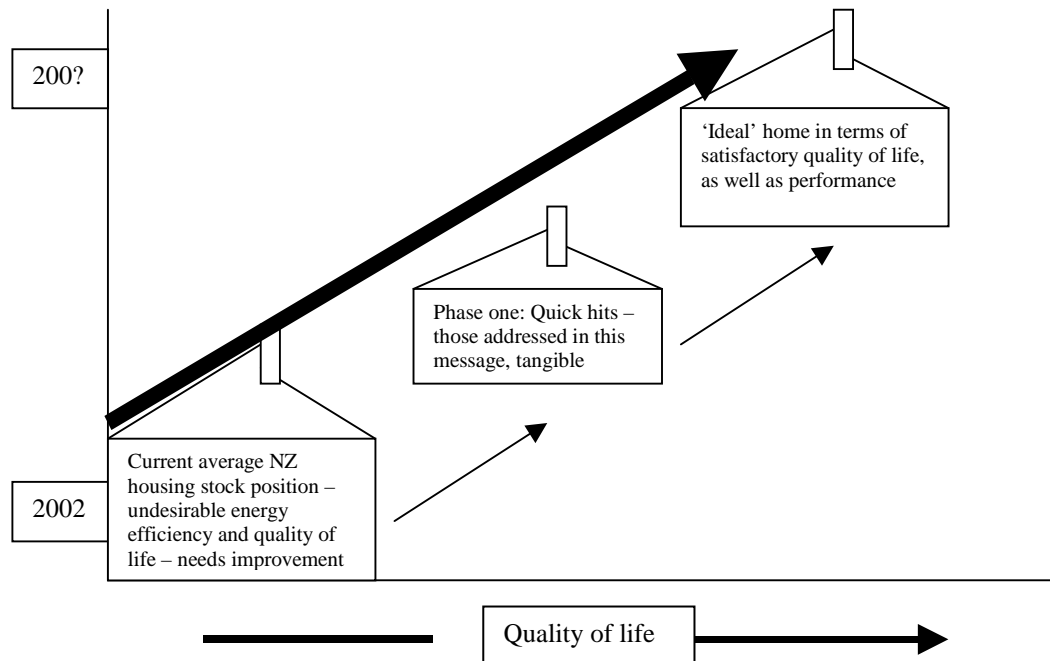 200?
‘Ideal’ home in terms of
satisfactory quality of life,
as well as performance
Phase one: Quick hits –
those addressed in this
message, tangible
Current average NZ
housing stock position –
undesirable energy
efficiency and quality of
life – needs improvement
2002
Quality of life